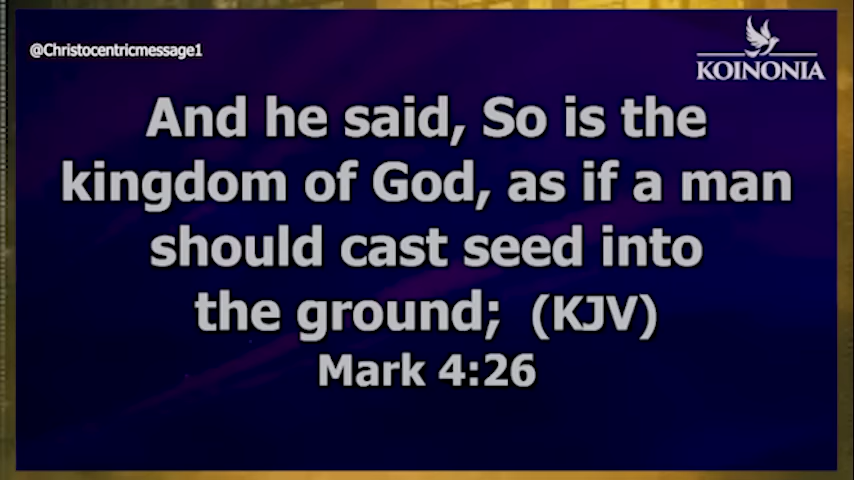 @Christocentricmessage1
KOINONIA
And he said, So is the
kingdom of God, as if a man
should cast seed into
the ground; (KJV)
Mark 4:26